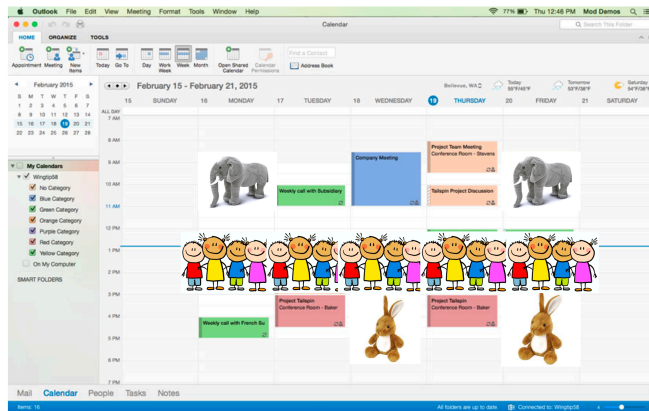 Outlook File Edit View Meeting Format Tools Window Help 77% Thu 12:46 PM Mod Demos
Calendar
Search This Folder
HOME ORGANIZE TOOLS
Appointment Meeting New Items Today Go To Day Work Week Week Month Open Shared Calendar Calendar Permissions
Find a Contact
Address Book
February 2015
S M T W T F S
1 2 3 4 5 6 7
8 9 10 11 12 13 14
15 16 17 18 19 20 21
22 23 24 25 26 27 28
My Calendars
Wingtip58
No Category
Blue Category
Green Category
Orange Category
Purple Category
Red Category
Yellow Category
On My Computer
SMART FOLDERS
February 15 - February 21, 2015
Bellevue, WA
Today
Tomorrow
53°F/38°F
Saturday
15 SUNDAY 16 MONDAY 17 TUESDAY 18 WEDNESDAY 19 THURSDAY 20 FRIDAY 21 SATURDAY
ALL DAY
7 AM
8 AM
Project Team Meeting
Conference Room - Stevens
Company Meeting
9 AM
10 AM
Weekly call with Subsidiary
Tailspin Project Discussion
11 AM
12 PM
1 PM
2 PM
3 PM
Project Tailspin
Conference Room - Baker
Project Tailspin
Conference Room - Baker
4 PM
Weekly call with French Su
5 PM
6 PM
7 PM
Mail Calendar People Tasks Notes
Items: 16
All folders are up to date. Connected to: Wingtip58